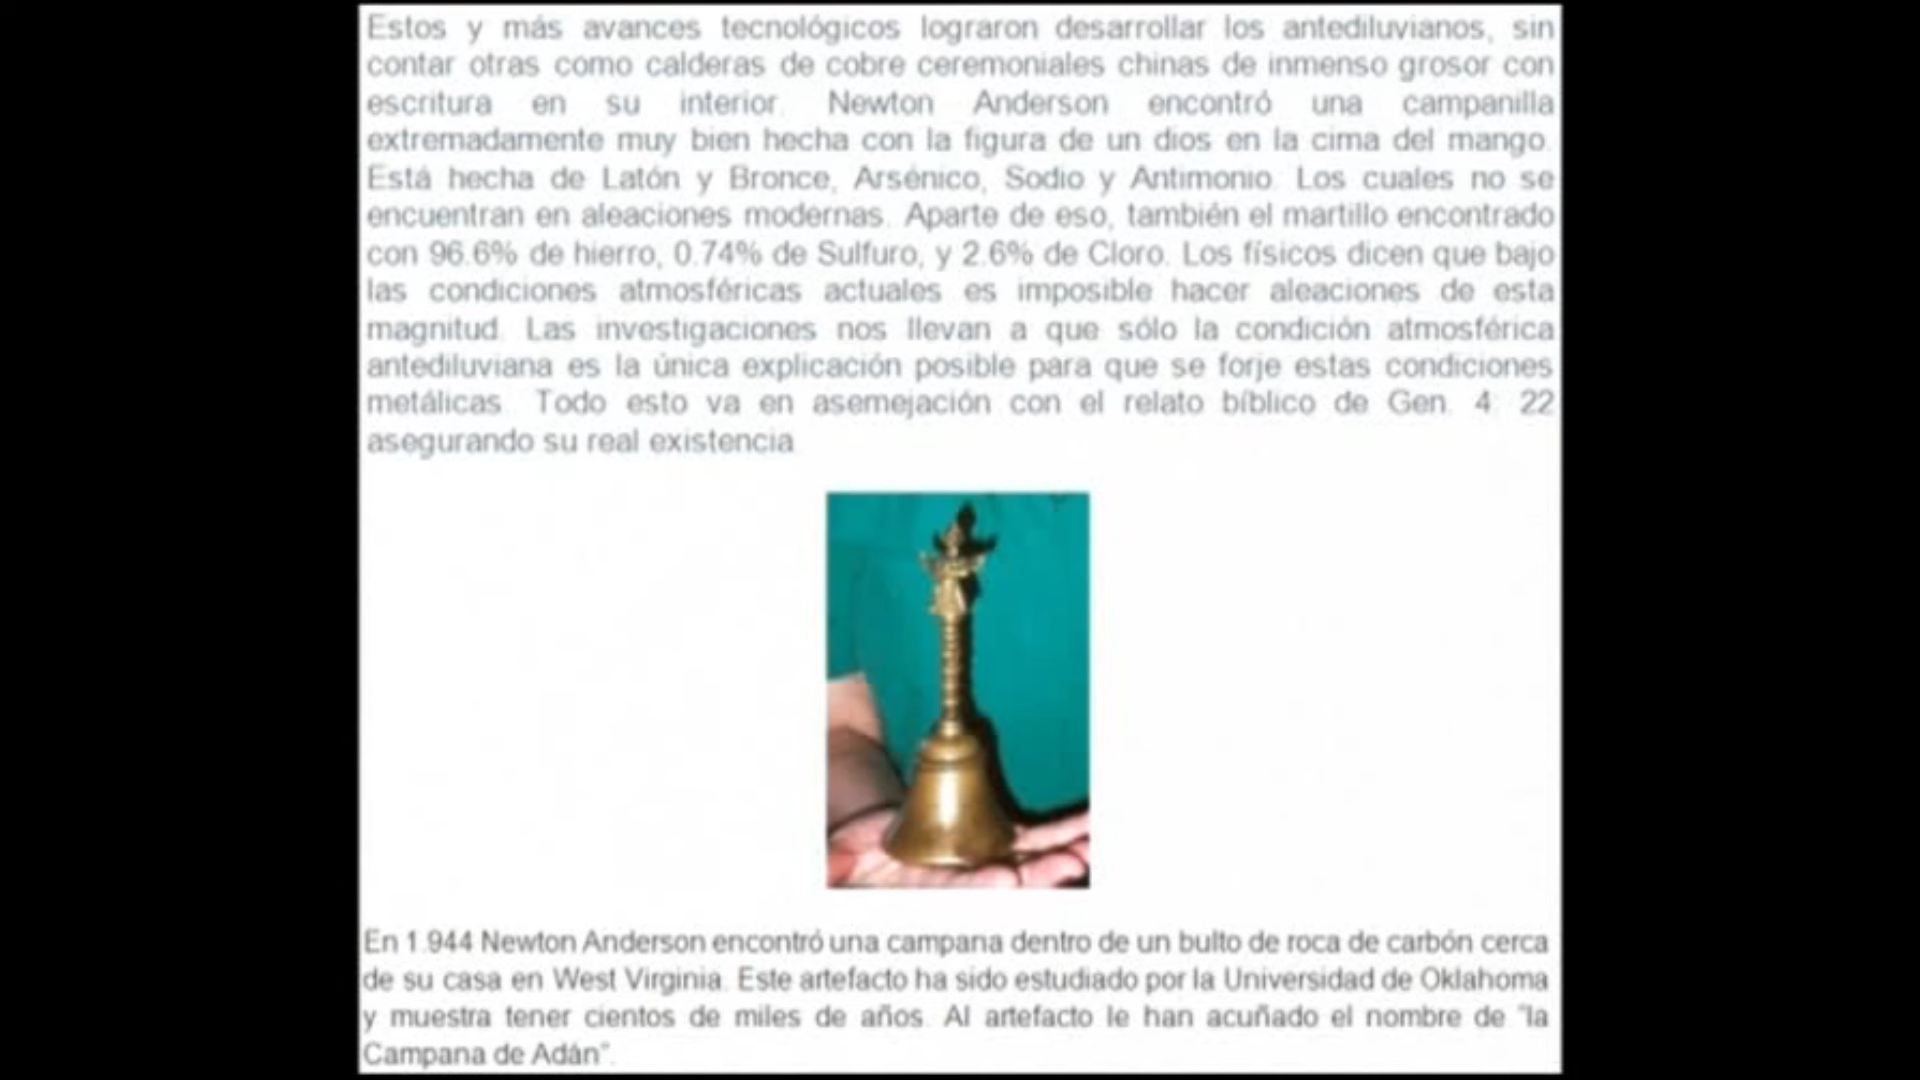 Estos y más avances tecnológicos lograron desarrollar los antediluvianos, sin
contar otras como calderas de cobre ceremoniales chinas de inmenso grosor con
escritura en su interior. Newton Anderson encontró una campanilla
extremadamente muy bien hecha con la figura de un dios en la cima del mango.
Está hecha de Latón y Bronce, Arsénico, Sodio y Antimonio. Los cuales no se
encuentran en aleaciones modernas. Aparte de eso, también el martillo encontrado
con 96.6% de hierro, 0.74% de Sulfuro, y 2.6% de Cloro. Los físicos dicen que bajo
las condiciones atmosféricas actuales es imposible hacer aleaciones de esta
magnitud. Las investigaciones nos llevan a que sólo la condición atmosférica
antediluviana es la única explicación posible para que se forje estas condiciones
metálicas. Todo esto va en asemejación con el relato bíblico de Gen. 4: 22
asegurando su real existencia.
En 1.944 Newton Anderson encontró una campana dentro de un bulto de roca de carbón cerca
de su casa en West Virginia. Este artefacto ha sido estudiado por la Universidad de Oklahoma
y muestra tener cientos de miles de años. Al artefacto le han acuñado el nombre de "la
Campana de Adán".